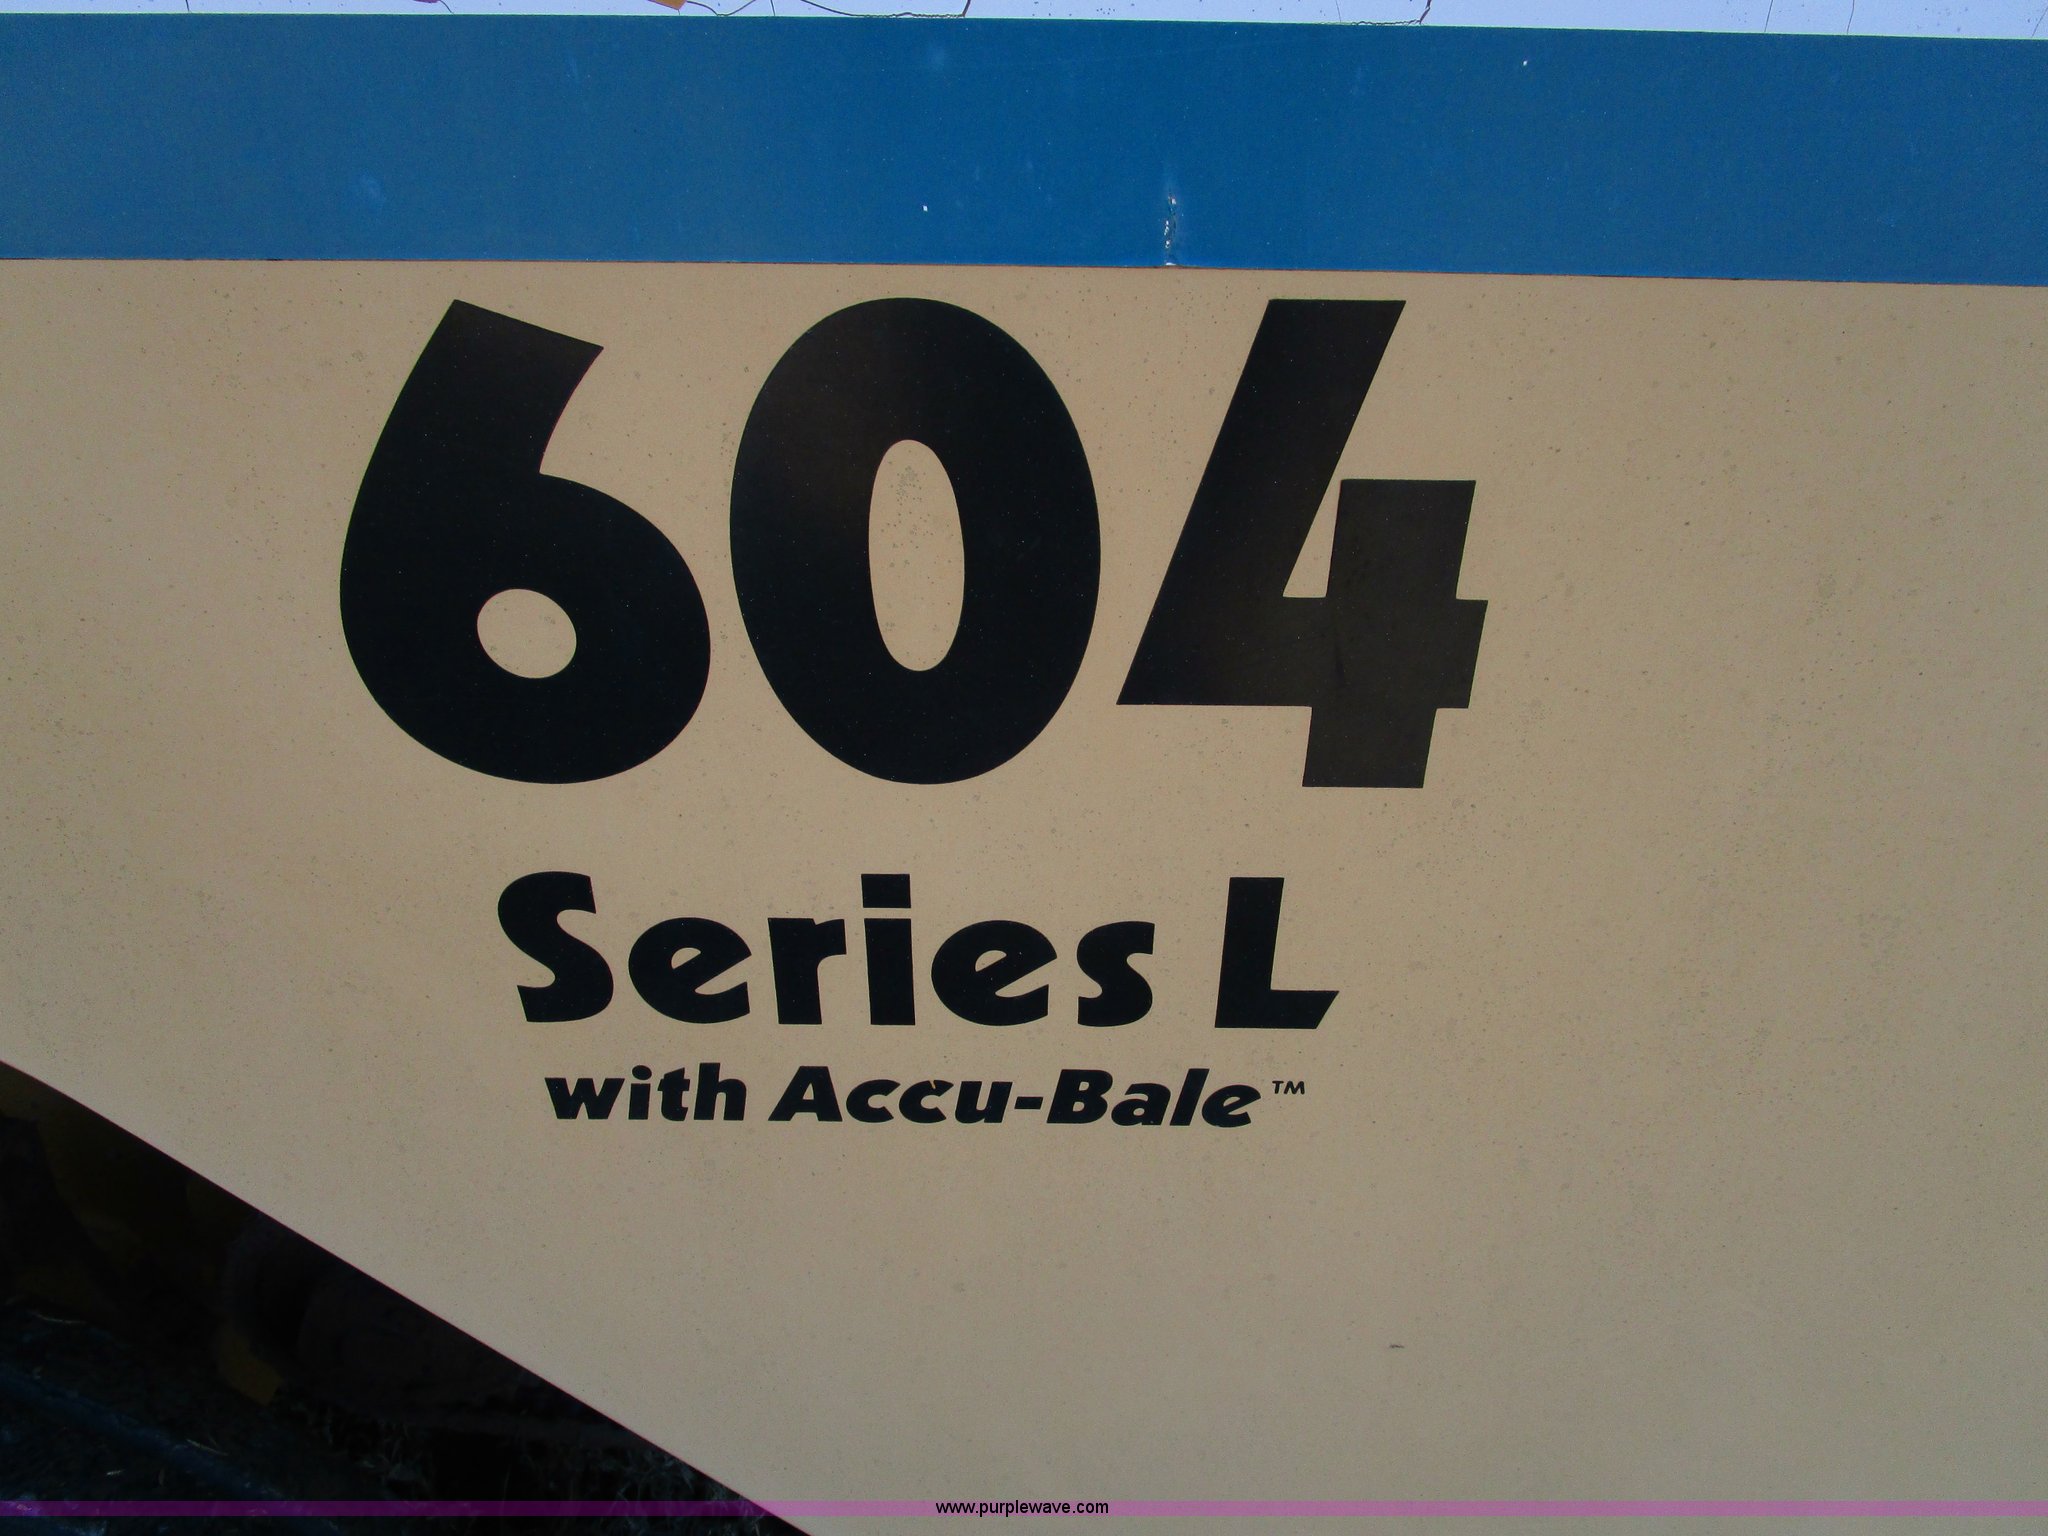 604
Series L
with Accu-Bale™
www.purplewave.com